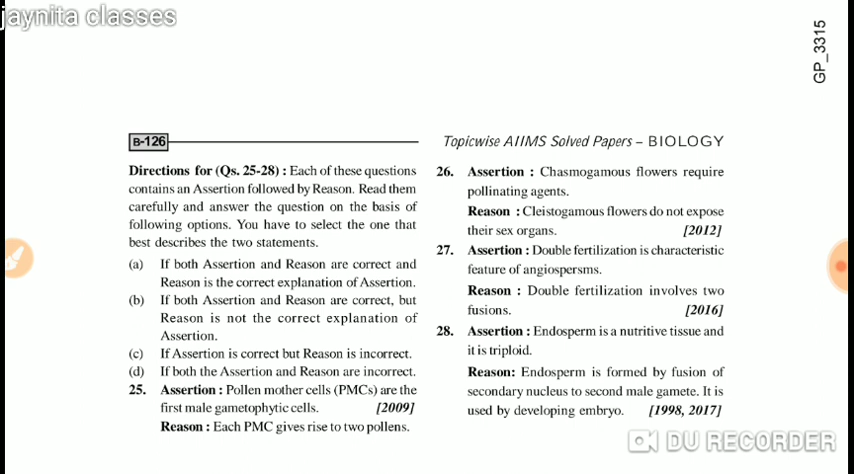 jaynita classes
GP_3315
B-126
Topicwise AIIMS Solved Papers – BIOLOGY
Directions for (Qs. 25-28) : Each of these questions
contains an Assertion followed by Reason. Read them
carefully and answer the question on the basis of
following options. You have to select the one that
best describes the two statements.
(a) If both Assertion and Reason are correct and
Reason is the correct explanation of Assertion.
(b) If both Assertion and Reason are correct, but
Reason is not the correct explanation of
Assertion.
(c) If Assertion is correct but Reason is incorrect.
(d) If both the Assertion and Reason are incorrect.
25. Assertion : Pollen mother cells (PMCs) are the
first male gametophytic cells. [2009]
Reason : Each PMC gives rise to two pollens.
26. Assertion : Chasmogamous flowers require
pollinating agents.
Reason : Cleistogamous flowers do not expose
their sex organs. [2012]
27. Assertion : Double fertilization is characteristic
feature of angiospersms.
Reason : Double fertilization involves two
fusions. [2016]
28. Assertion : Endosperm is a nutritive tissue and
it is triploid.
Reason: Endosperm is formed by fusion of
secondary nucleus to second male gamete. It is
used by developing embryo. [1998, 2017]
DU RECORDER